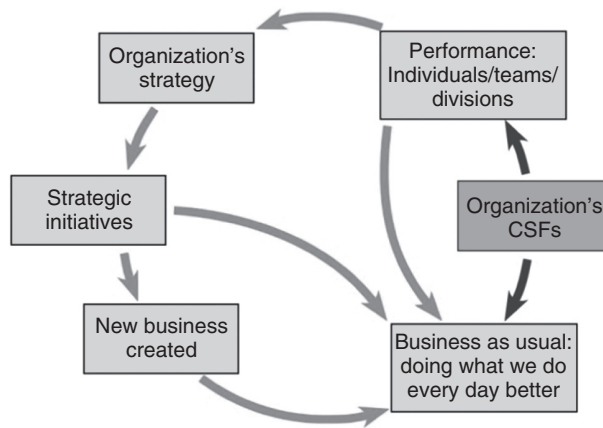 Organization's
strategy
Performance:
Individuals/teams/
divisions
Strategic
initiatives
Organization's
CSFs
New business
created
Business as usual:
doing what we do
every day better